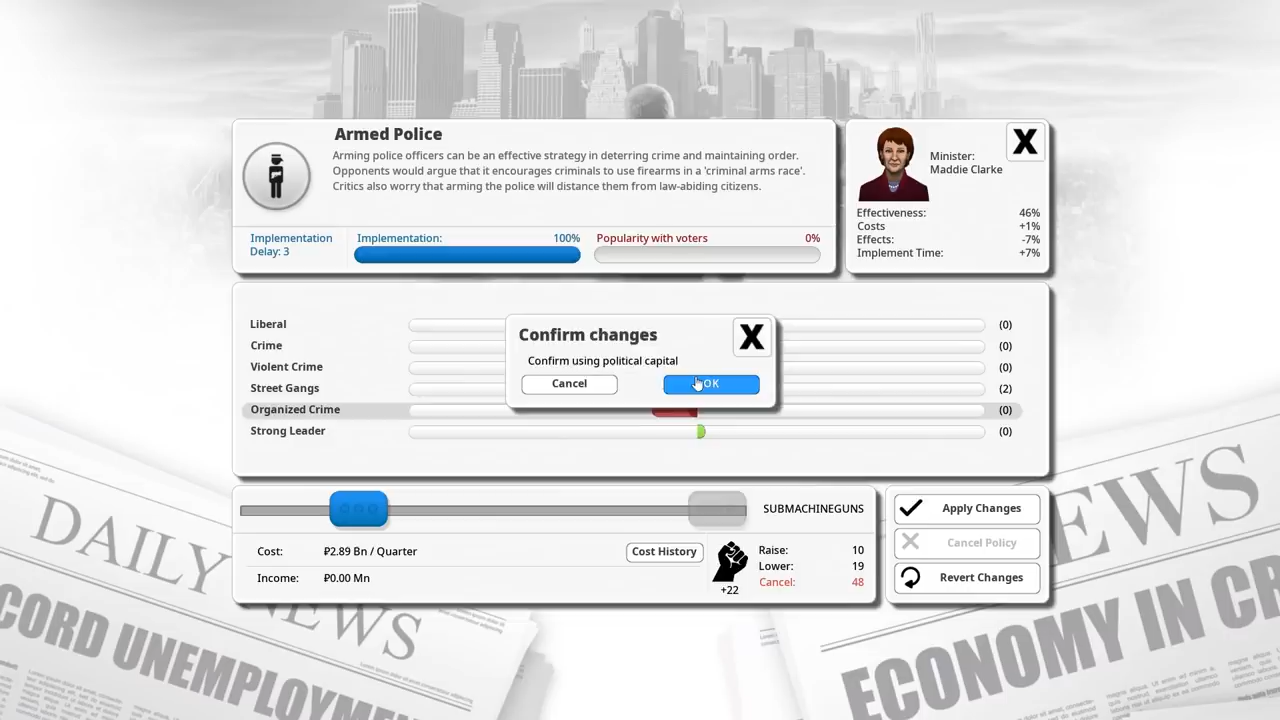 Armed Police
Arming police officers can be an effective strategy in deterring crime and maintaining order.
Opponents would argue that it encourages criminals to use firearms in a 'criminal arms race'.
Critics also worry that arming the police will distance them from law-abiding citizens.
Implementation
Delay: 3
Implementation: 100%
Popularity with voters 0%
X
Minister:
Maddie Clarke
Effectiveness: 46%
Costs +1%
Effects: -7%
Implement Time: +7%
Liberal (0)
Crime (0)
Violent Crime (0)
Street Gangs (2)
Organized Crime (0)
Strong Leader (0)
Confirm changes
X
Confirm using political capital
Cancel
OK
SUBMACHINEGUNS
Cost: ₽2.89 Bn / Quarter
Cost History
Income: ₽0.00 Mn
+22
Raise: 10
Lower: 19
Cancel: 48
Apply Changes
Cancel Policy
Revert Changes
DAILY NEWS
CORD UNEMPLOYME
NEWS
ECONOMY IN CR